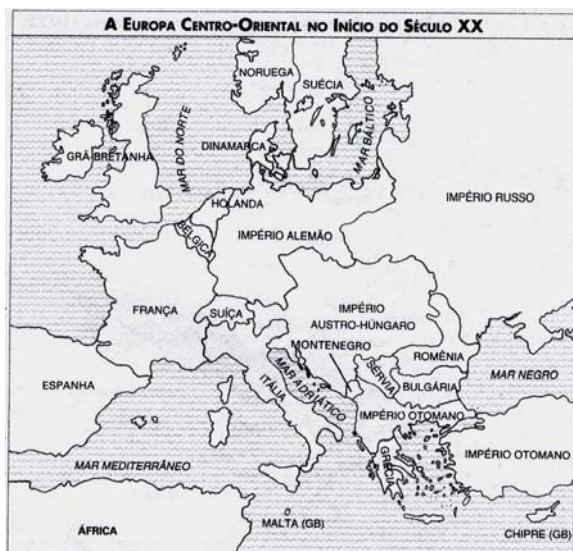 A EUROPA CENTRO-ORIENTAL NO INÍCIO DO SÉCULO XX
NORUEGA
SUÉCIA
MAR DO NORTE
DINAMARCA
MAR BÁLTICO
GRÃ-BRETANHA
HOLANDA
IMPÉRIO RUSSO
BÉLGICA
IMPÉRIO ALEMÃO
FRANÇA
SUÍÇA
IMPÉRIO
AUSTRO-HÚNGARO
MONTENEGRO
ROMÊNIA
SÉRVIA
MAR NEGRO
ESPANHA
ITÁLIA
MAR ADRIÁTICO
BULGÁRIA
IMPÉRIO OTOMANO
IMPÉRIO OTOMANO
GRÉCIA
MAR MEDITERRÂNEO
MALTA (GB)
ÁFRICA
CHIPRE (GB)